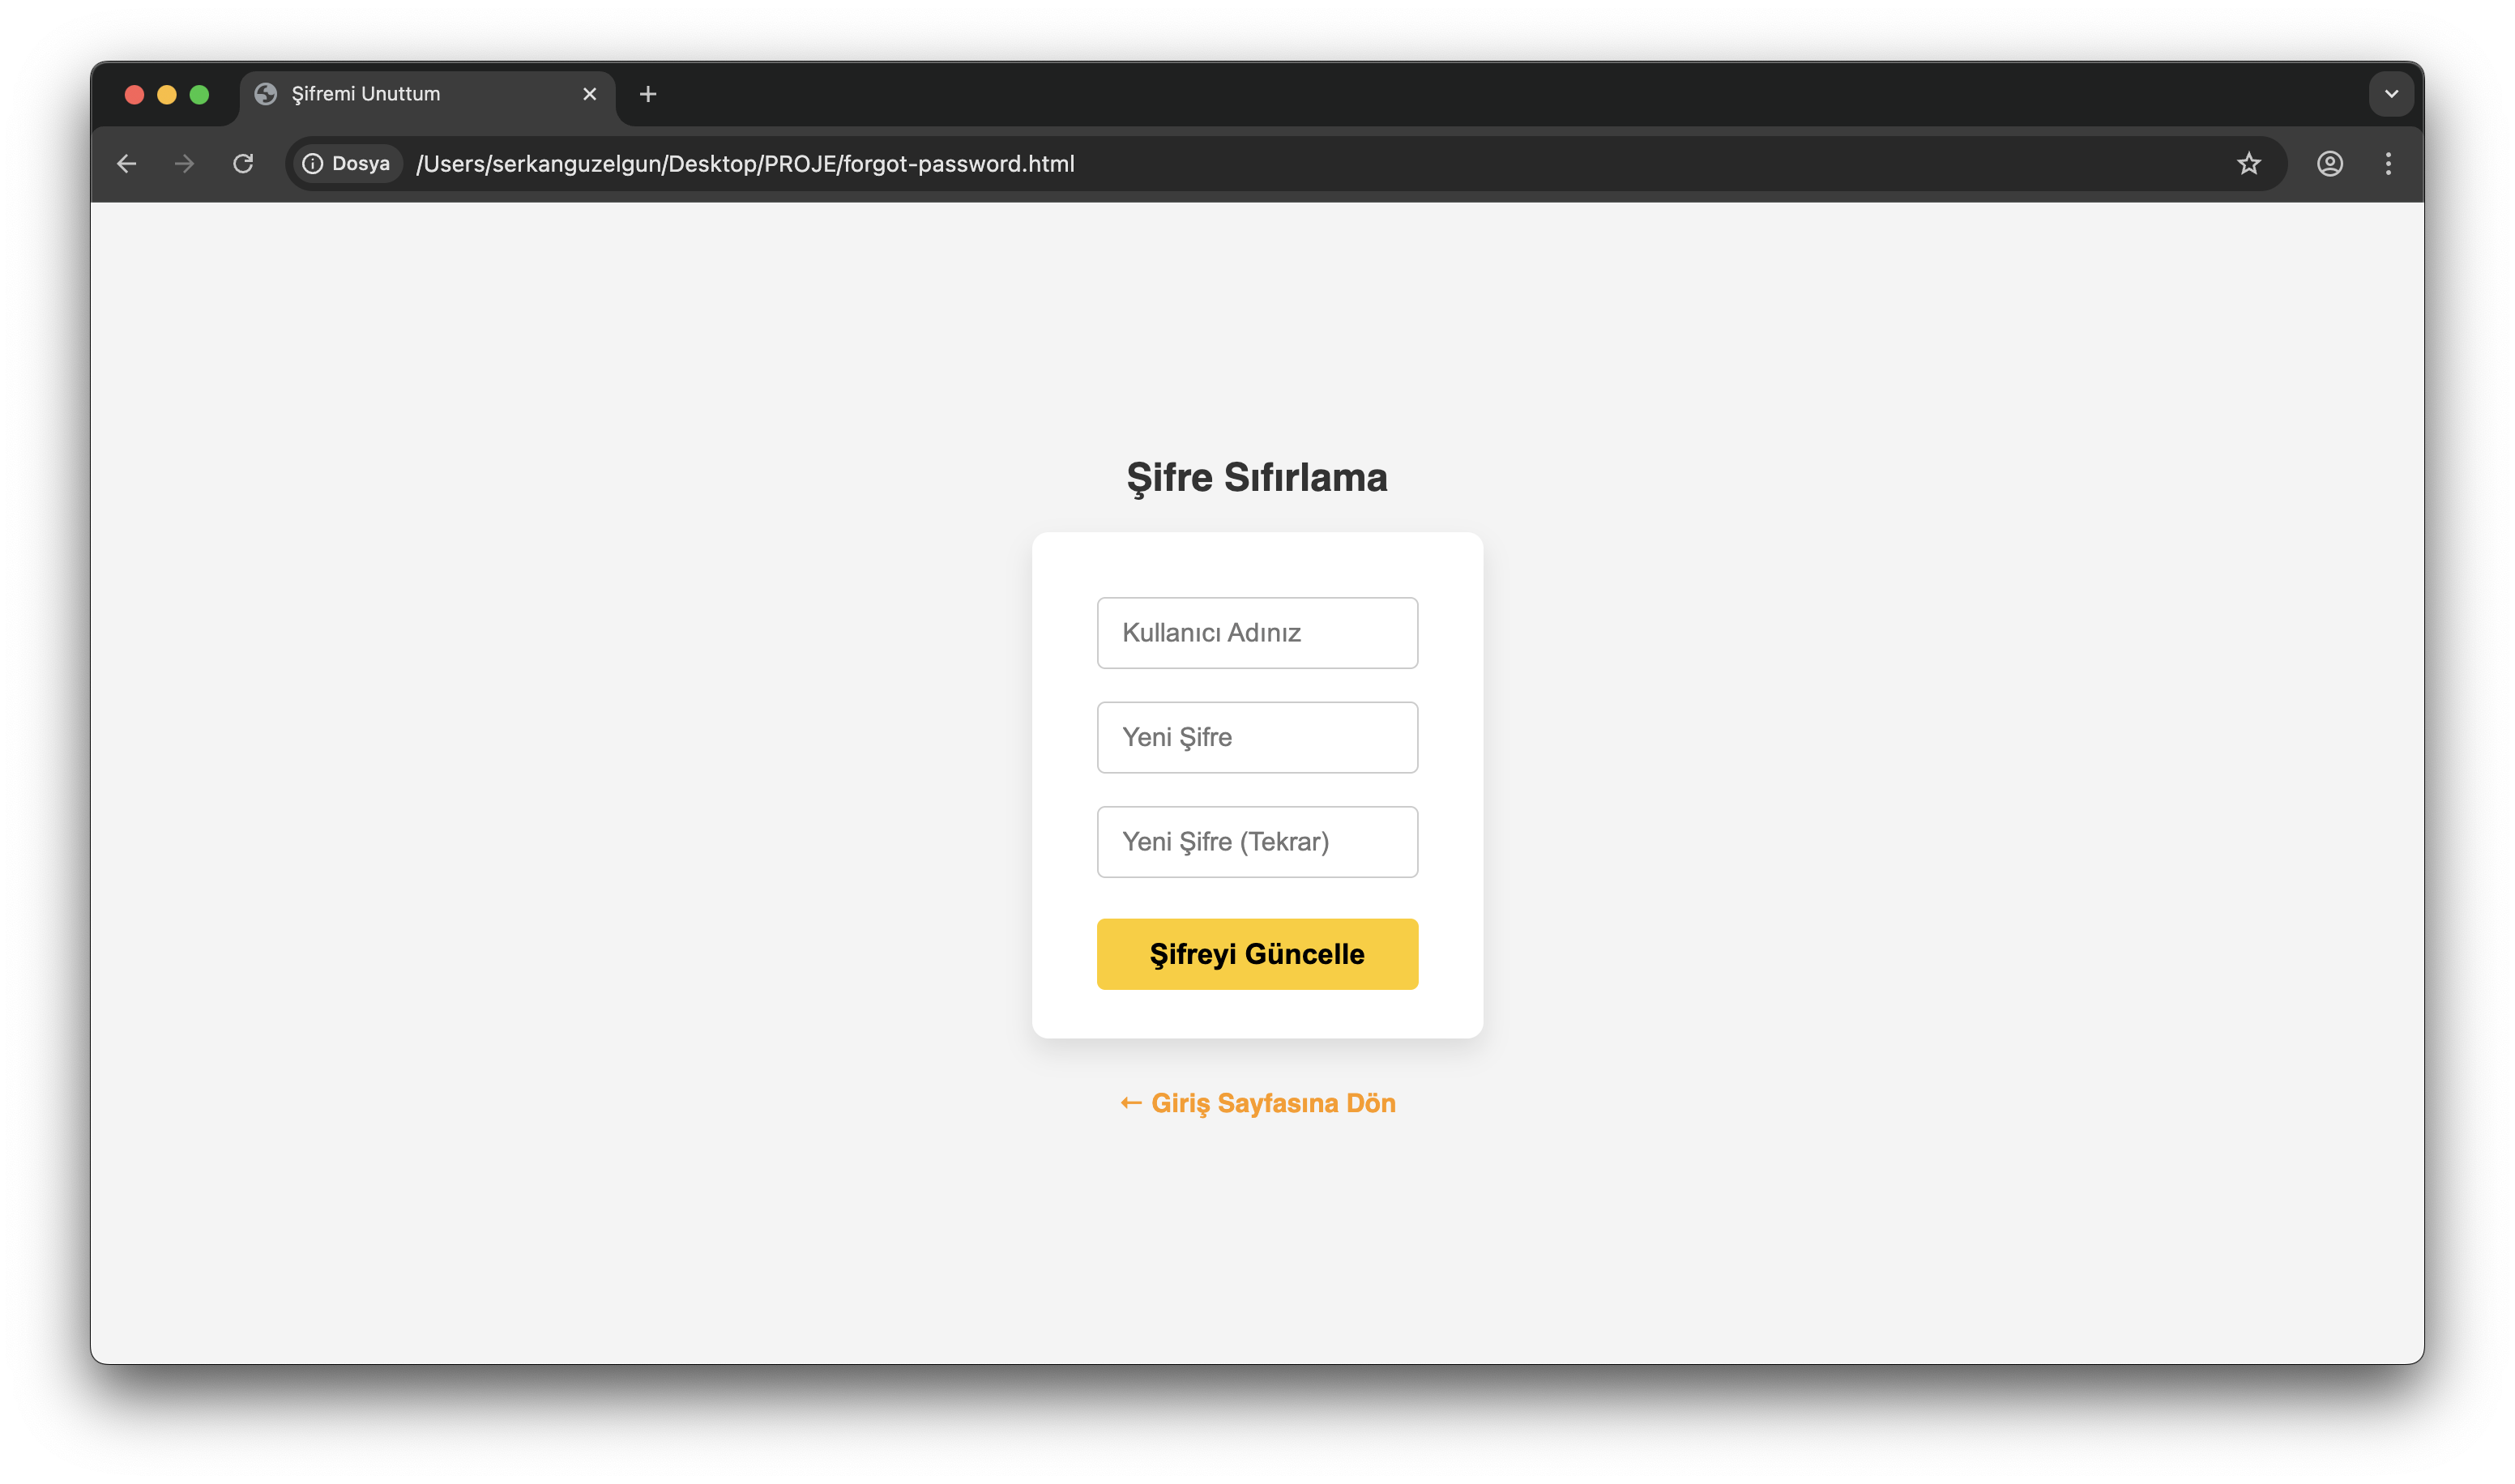 Şifremi Unuttum
Dosya /Users/serkanguzelgun/Desktop/PROJE/forgot-password.html
Şifre Sıfırlama
Kullanıcı Adınız
Yeni Şifre
Yeni Şifre (Tekrar)
Şifreyi Güncelle
← Giriş Sayfasına Dön